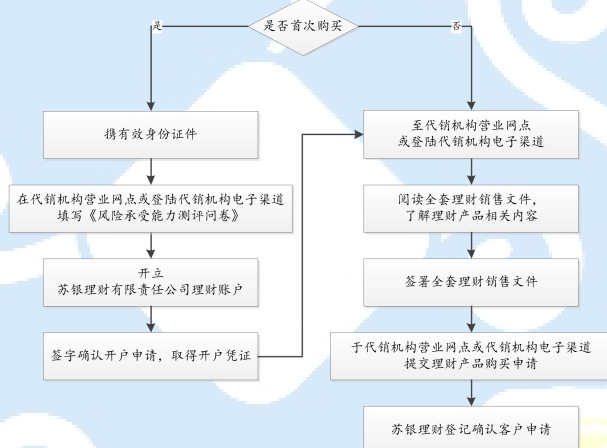 是否首次购买
是
否
携有效身份证件
在代销机构营业网点或登陆代销机构电子渠道
填写《风险承受能力测评问卷》
开立
苏银理财有限责任公司理财账户
签字确认开户申请，取得开户凭证
至代销机构营业网点
或登陆代销机构电子渠道
阅读全套理财销售文件，
了解理财产品相关内容
签署全套理财销售文件
于代销机构营业网点或代销机构电子渠道
提交理财产品购买申请
苏银理财登记确认客户申请